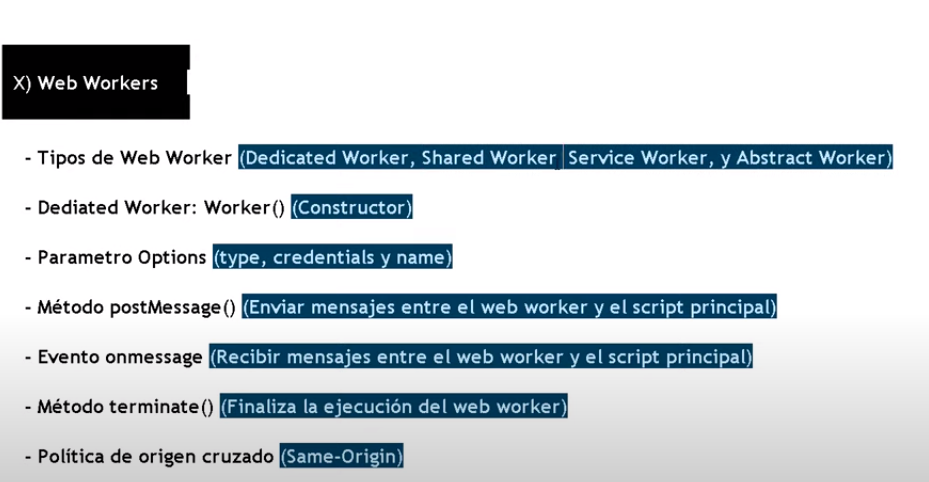 X) Web Workers
- Tipos de Web Worker (Dedicated Worker, Shared Worker Service Worker, y Abstract Worker)
- Dediated Worker: Worker() (Constructor)
- Parametro Options (type, credentials y name)
- Método postMessage() (Enviar mensajes entre el web worker y el script principal)
- Evento onmessage (Recibir mensajes entre el web worker y el script principal)
- Método terminate() (Finaliza la ejecución del web worker)
- Política de origen cruzado (Same-Origin)